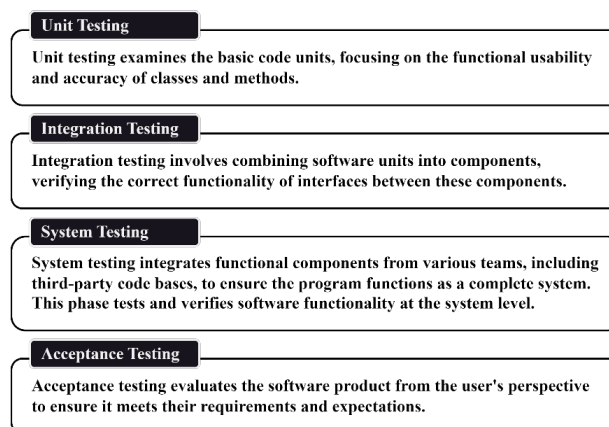 Unit Testing
Unit testing examines the basic code units, focusing on the functional usability
and accuracy of classes and methods.
Integration Testing
Integration testing involves combining software units into components,
verifying the correct functionality of interfaces between these components.
System Testing
System testing integrates functional components from various teams, including
third-party code bases, to ensure the program functions as a complete system.
This phase tests and verifies software functionality at the system level.
Acceptance Testing
Acceptance testing evaluates the software product from the user's perspective
to ensure it meets their requirements and expectations.